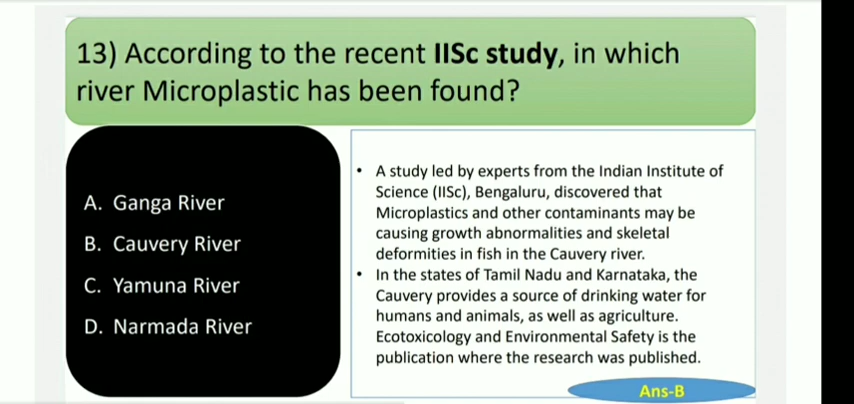 13) According to the recent IISc study, in which
river Microplastic has been found?
A. Ganga River
B. Cauvery River
C. Yamuna River
D. Narmada River
• A study led by experts from the Indian Institute of
Science (IISc), Bengaluru, discovered that
Microplastics and other contaminants may be
causing growth abnormalities and skeletal
deformities in fish in the Cauvery river.
• In the states of Tamil Nadu and Karnataka, the
Cauvery provides a source of drinking water for
humans and animals, as well as agriculture.
Ecotoxicology and Environmental Safety is the
publication where the research was published.
Ans-B